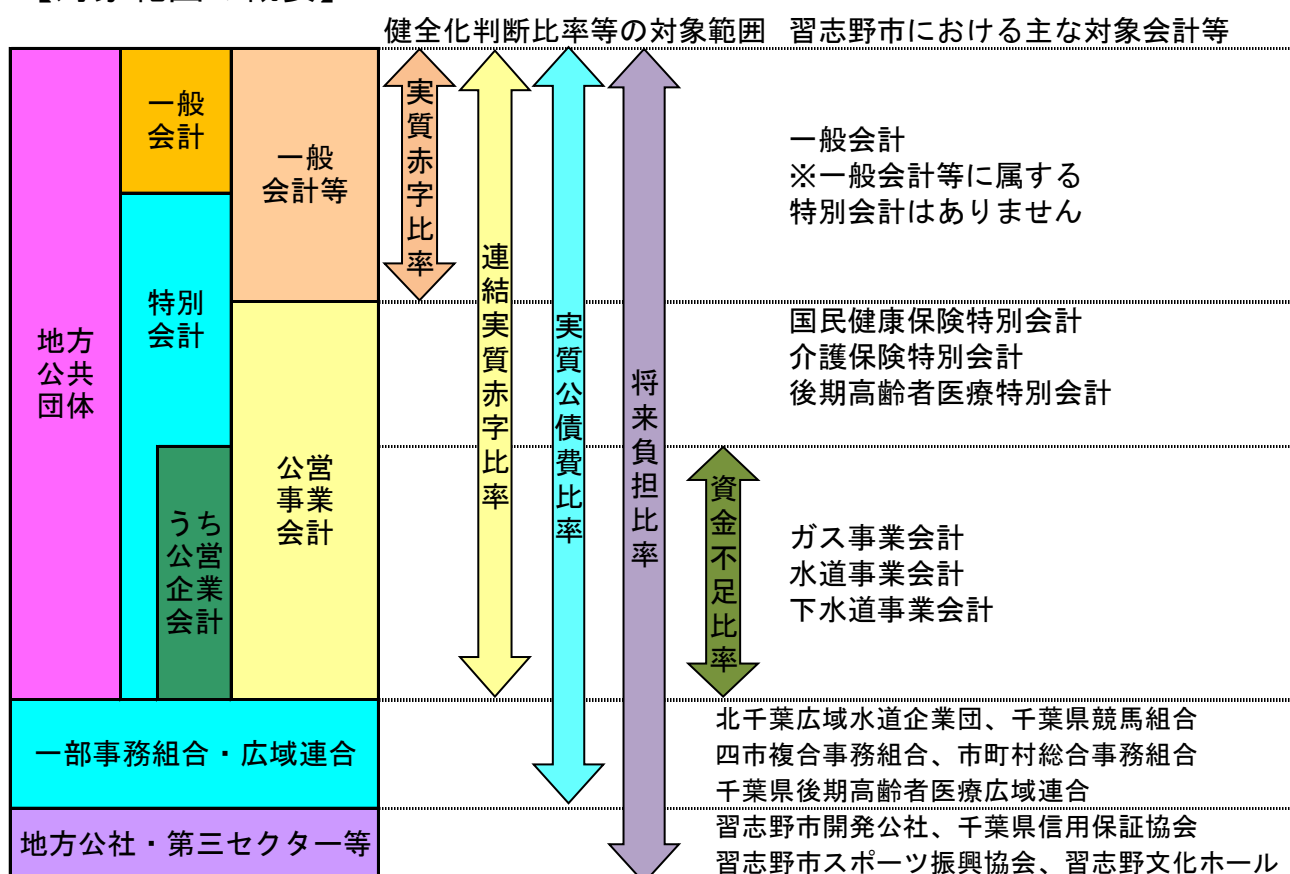 健全化判断比率等の対象範囲
習志野市における主な対象会計等
地方
公共
団体
一般
会計
特別
会計
うち
公営
企業
会計
一般
会計等
公営
事業
会計
実質赤字比率
連結実質赤字比率
実質公債費比率
将来負担比率
資金不足比率
一般会計
※一般会計等に属する
特別会計はありません
国民健康保険特別会計
介護保険特別会計
後期高齢者医療特別会計
ガス事業会計
水道事業会計
下水道事業会計
一部事務組合・広域連合
北千葉広域水道企業団、千葉県競馬組合
四市複合事務組合、市町村総合事務組合
千葉県後期高齢者医療広域連合
地方公社・第三セクター等
習志野市開発公社、千葉県信用保証協会
習志野市スポーツ振興協会、習志野文化ホール